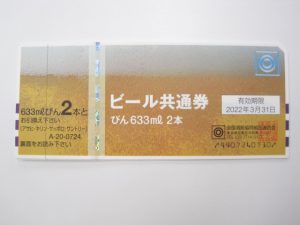 633mlびん2本と
お引換え下さい
(アサヒ・キリン・サッポロ・サントリー)
A-20-0724
裏面をお読み下さい
ビール共通券
びん633ml 2本
有効期限
2022年3月31日